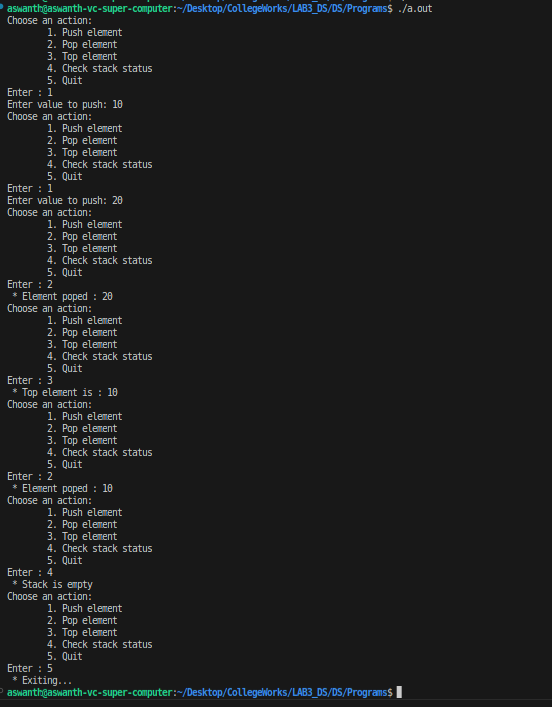 aswanth@aswanth-vc-super-computer:~/Desktop/CollegeWorks/LAB3_DS/DS/Programs$ ./a.out
Choose an action:
1. Push element
2. Pop element
3. Top element
4. Check stack status
5. Quit
Enter : 1
Enter value to push: 10
Choose an action:
1. Push element
2. Pop element
3. Top element
4. Check stack status
5. Quit
Enter : 1
Enter value to push: 20
Choose an action:
1. Push element
2. Pop element
3. Top element
4. Check stack status
5. Quit
Enter : 2
* Element poped : 20
Choose an action:
1. Push element
2. Pop element
3. Top element
4. Check stack status
5. Quit
Enter : 3
* Top element is : 10
Choose an action:
1. Push element
2. Pop element
3. Top element
4. Check stack status
5. Quit
Enter : 2
* Element poped : 10
Choose an action:
1. Push element
2. Pop element
3. Top element
4. Check stack status
5. Quit
Enter : 4
* Stack is empty
Choose an action:
1. Push element
2. Pop element
3. Top element
4. Check stack status
5. Quit
Enter : 5
* Exiting...
aswanth@aswanth-vc-super-computer:~/Desktop/CollegeWorks/LAB3_DS/DS/Programs$